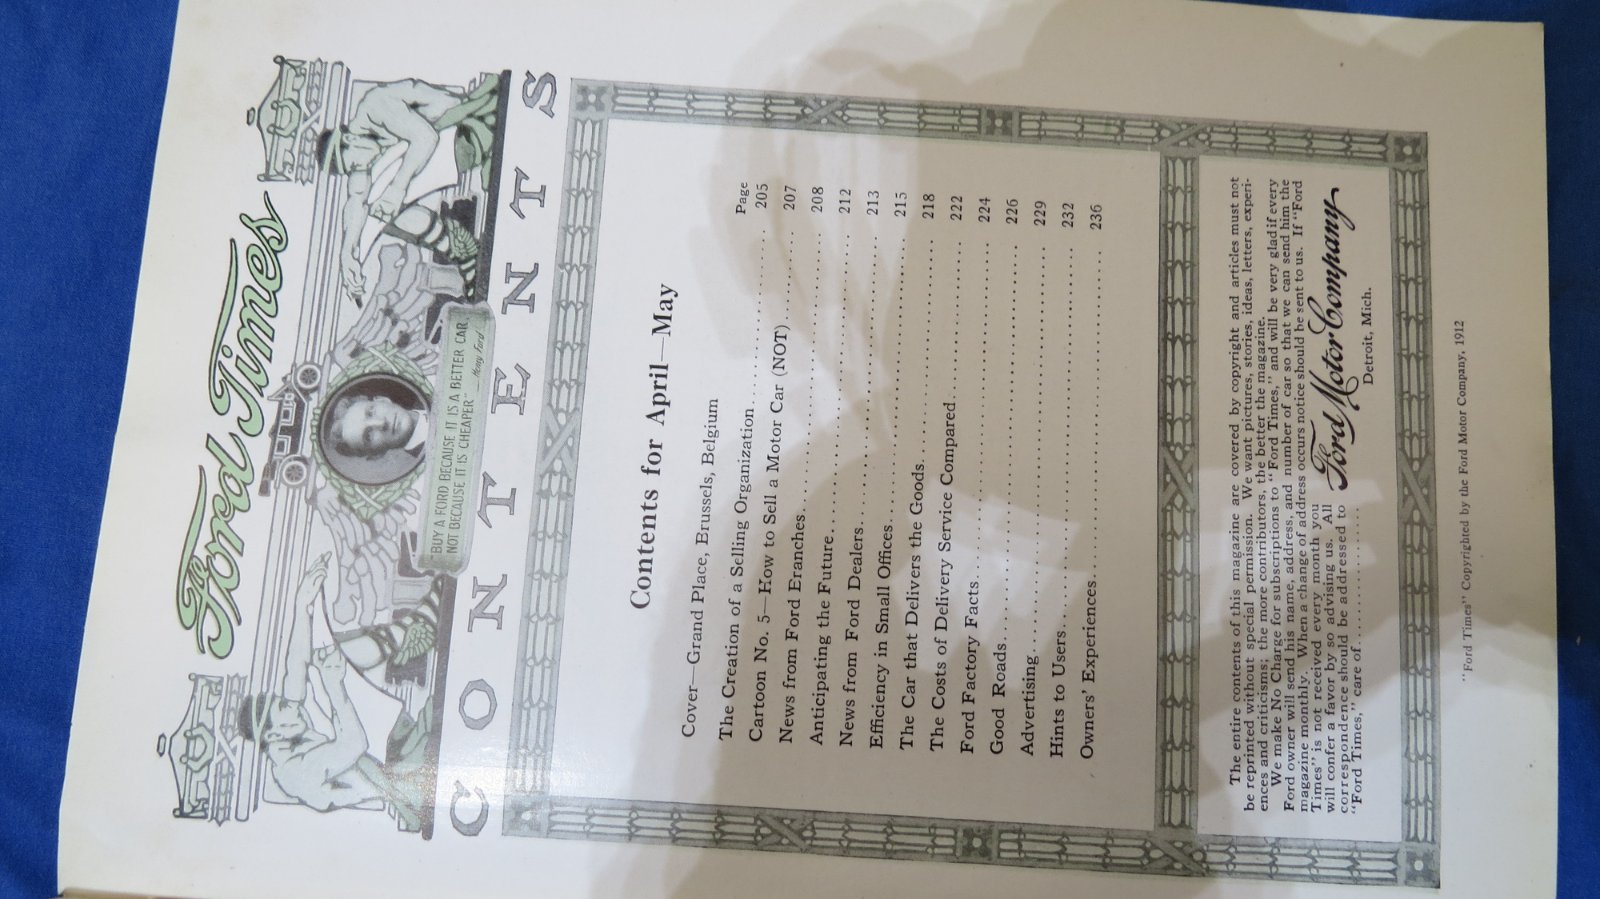 Ford Times
"BUY A FORD BECAUSE IT IS A BETTER CAR
NOT BECAUSE IT IS CHEAPER"
—Henry Ford
CONTENTS
Contents for April—May
Cover—Grand Place, Brussels, Belgium
Page
The Creation of a Selling Organization 205
Cartoon No. 5—How to Sell a Motor Car (NOT) 207
News from Ford Branches 208
Anticipating the Future 212
News from Ford Dealers 213
Efficiency in Small Offices 215
The Car that Delivers the Goods 218
The Costs of Delivery Service Compared 222
Ford Factory Facts 224
Good Roads 226
Advertising 229
Hints to Users 232
Owners' Experiences 236
The entire contents of this magazine are covered by copyright and articles must not
be reprinted without special permission. We want pictures, stories, ideas, letters, experi-
ences and criticisms; the more contributors, the better the magazine.
We make No Charge for subscriptions to "Ford Times," and will be very glad if every
Ford owner will send his name, address, and number of car so that we can send him the
magazine monthly. When a change of address occurs notice should be sent to us. If "Ford
Times" is not received every month you
will confer a favor by so advising us. All
correspondence should be addressed to
"Ford Times," care of
Ford Motor Company
Detroit, Mich.
"Ford Times" Copyrighted by the Ford Motor Company, 1912